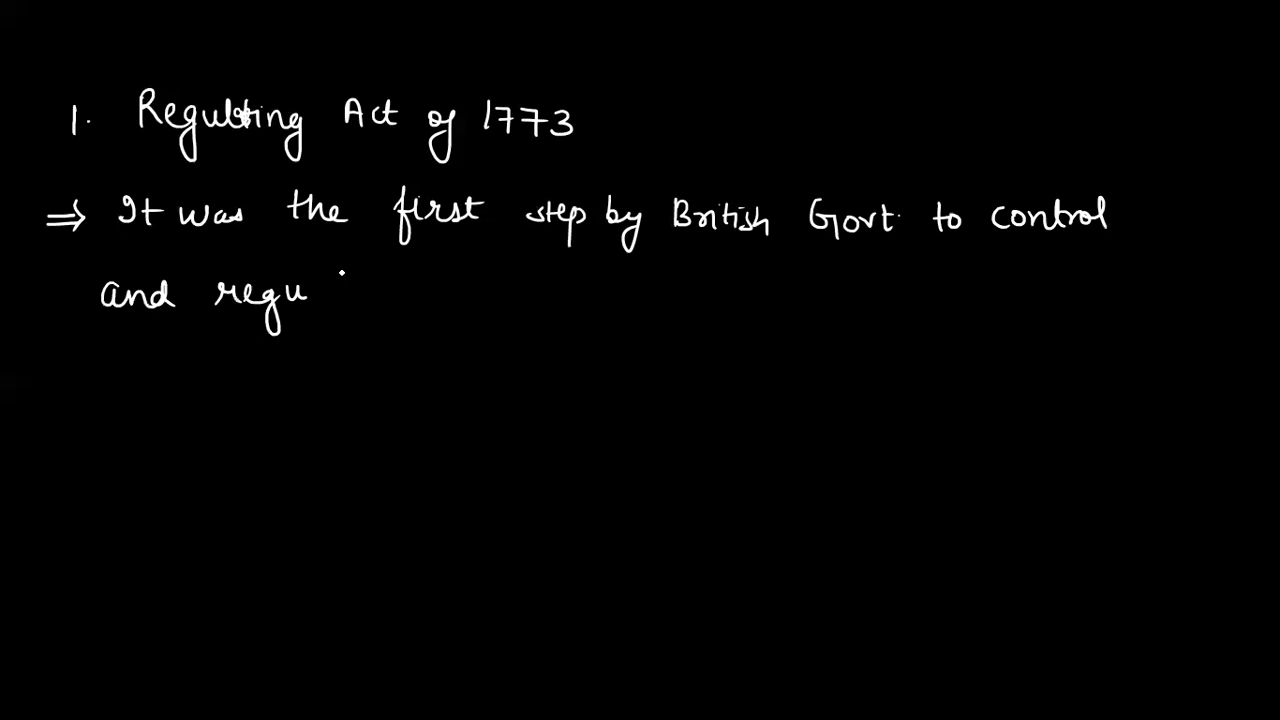 1. Regulating Act of 1773
⇒ It was the first step by British Govt. to control
and regu